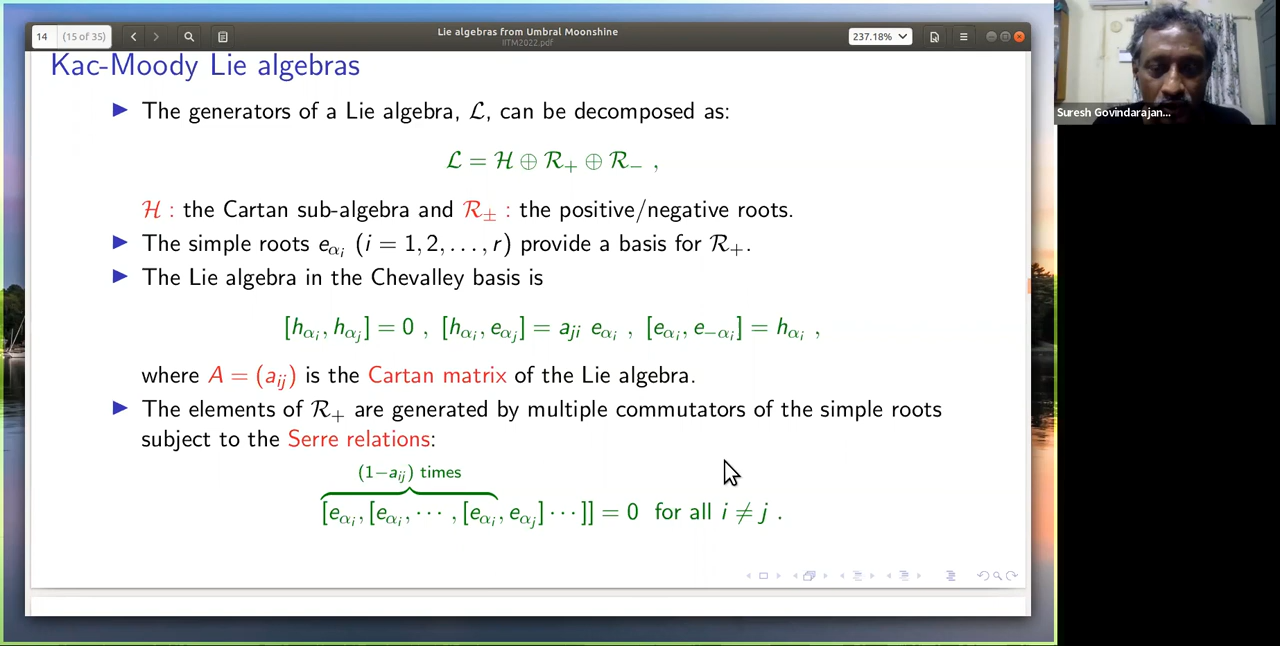 14 (15 of 35)
Lie algebras from Umbral Moonshine
IITM2022.pdf
237.18%
Kac-Moody Lie algebras
▶ The generators of a Lie algebra, ℒ, can be decomposed as:
ℒ = ℋ ⊕ ℛ₊ ⊕ ℛ₋ ,
ℋ : the Cartan sub-algebra and ℛ± : the positive/negative roots.
▶ The simple roots e_{α_i} (i = 1, 2, . . . , r) provide a basis for ℛ₊.
▶ The Lie algebra in the Chevalley basis is
[h_{α_i}, h_{α_j}] = 0 , [h_{α_i}, e_{α_j}] = a_{ji} e_{α_i} , [e_{α_i}, e_{−α_i}] = h_{α_i} ,
where A = (a_{ij}) is the Cartan matrix of the Lie algebra.
▶ The elements of ℛ₊ are generated by multiple commutators of the simple roots
subject to the Serre relations:
(1−a_{ij}) times
[e_{α_i}, [e_{α_i}, · · · , [e_{α_i}, e_{α_j}] · · · ]] = 0 for all i ≠ j .
Suresh Govindarajan...